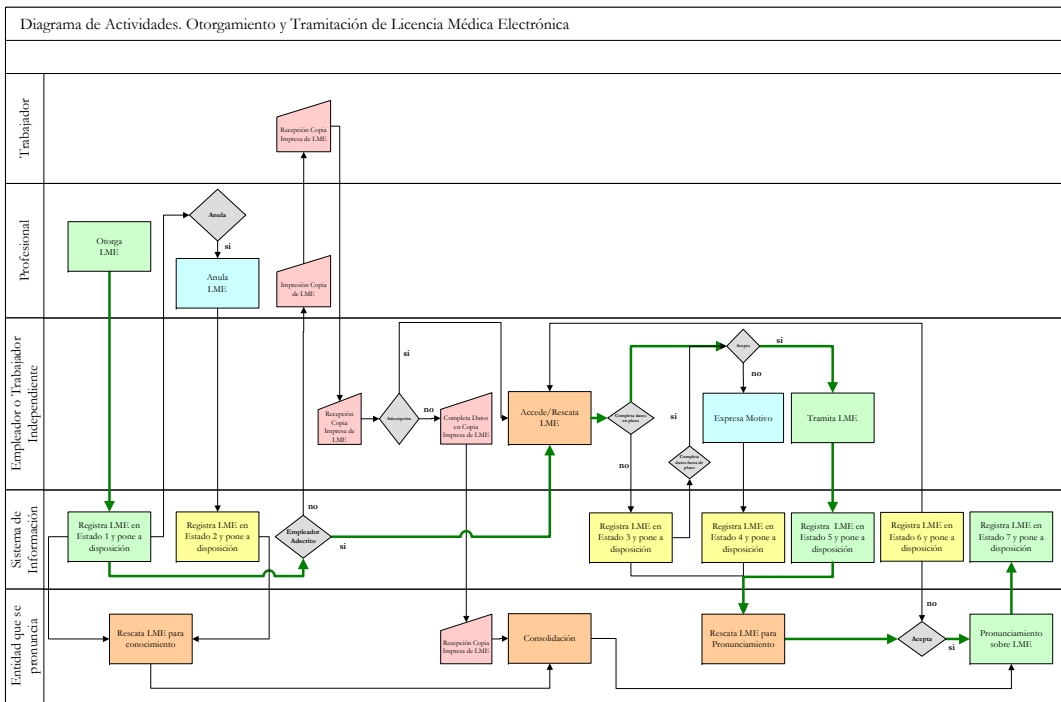 Diagrama de Actividades. Otorgamiento y Tramitación de Licencia Médica Electrónica
Trabajador
Recepción Copia
Impresa de LME
Profesional
Anula
Otorga
LME
si
Anula
LME
Impresión Copia
de LME
Empleador o Trabajador
Independiente
si
Acepta
si
no
Recepción
Copia
Impresa de
LME
Adscripción
no
Completa Datos
en Copia
Impresa de LME
Accede/Rescata
LME
Completa datos
en plazo
si
Expresa Motivo
Tramita LME
no
Completa
datos fuera de
plazo
Sistema de
Información
Registra LME en
Estado 1 y pone a
disposición
Registra LME en
Estado 2 y pone a
disposición
no
Empleador
Adscrito
si
Registra LME en
Estado 3 y pone a
disposición
Registra LME en
Estado 4 y pone a
disposición
Registra LME en
Estado 5 y pone a
disposición
Registra LME en
Estado 6 y pone a
disposición
Registra LME en
Estado 7 y pone a
disposición
Entidad que se
pronuncia
Rescata LME para
conocimiento
Recepción Copia
Impresa de LME
Consolidación
Rescata LME para
Pronunciamiento
no
Acepta
si
Pronunciamiento
sobre LME